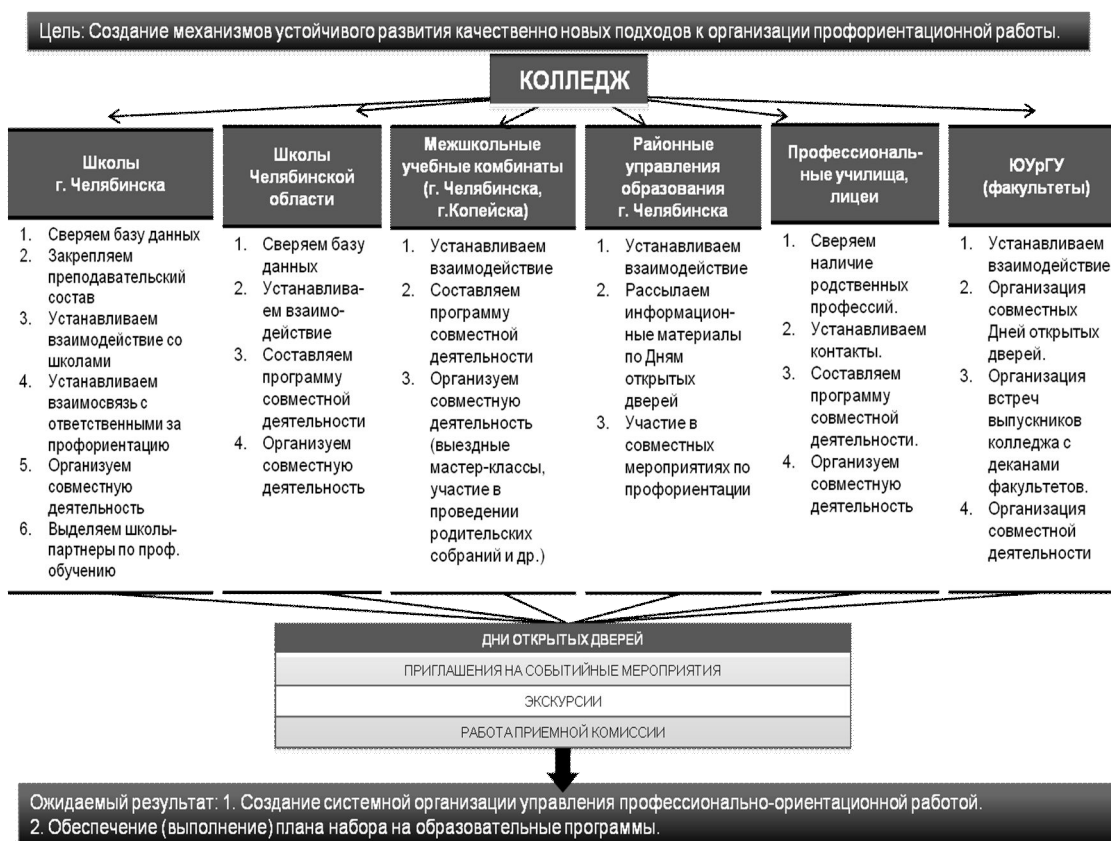 Цель: Создание механизмов устойчивого развития качественно новых подходов к организации профориентационной работы.
КОЛЛЕДЖ
Школы
г. Челябинска
1. Сверяем базу данных
2. Закрепляем
преподавательский
состав
3. Устанавливаем
взаимодействие со
школами
4. Устанавливаем
взаимосвязь с
ответственными за
профориентацию
5. Организуем
совместную
деятельность
6. Выделяем школы-
партнеры по проф.
обучению
Школы
Челябинской
области
1. Сверяем базу
данных
2. Устанавлива-
ем взаимо-
действие
3. Составляем
программу
совместной
деятельности
4. Организуем
совместную
деятельность
Межшкольные
учебные комбинаты
(г. Челябинска,
г.Копейска)
1. Устанавливаем
взаимодействие
2. Составляем
программу
совместной
деятельности
3. Организуем
совместную
деятельность
(выездные
мастер-классы,
участие в
проведении
родительских
собраний и др.)
Районные
управления
образования
г. Челябинска
1. Устанавливаем
взаимодействие
2. Рассылаем
информацион-
ные материалы
по Дням
открытых
дверей
3. Участие в
совместных
мероприятиях по
профориентации
Профессиональ-
ные училища,
лицеи
1. Сверяем
наличие
родственных
профессий.
2. Устанавливаем
контакты.
3. Составляем
программу
совместной
деятельности.
4. Организуем
совместную
деятельность
ЮУрГУ
(факультеты)
1. Устанавливаем
взаимодействие
2. Организация
совместных
Дней открытых
дверей.
3. Организация
встреч
выпускников
колледжа с
деканами
факультетов.
4. Организация
совместной
деятельности
ДНИ ОТКРЫТЫХ ДВЕРЕЙ
ПРИГЛАШЕНИЯ НА СОБЫТИЙНЫЕ МЕРОПРИЯТИЯ
ЭКСКУРСИИ
РАБОТА ПРИЕМНОЙ КОМИССИИ
Ожидаемый результат: 1. Создание системной организации управления профессионально-ориентационной работой.
2. Обеспечение (выполнение) плана набора на образовательные программы.